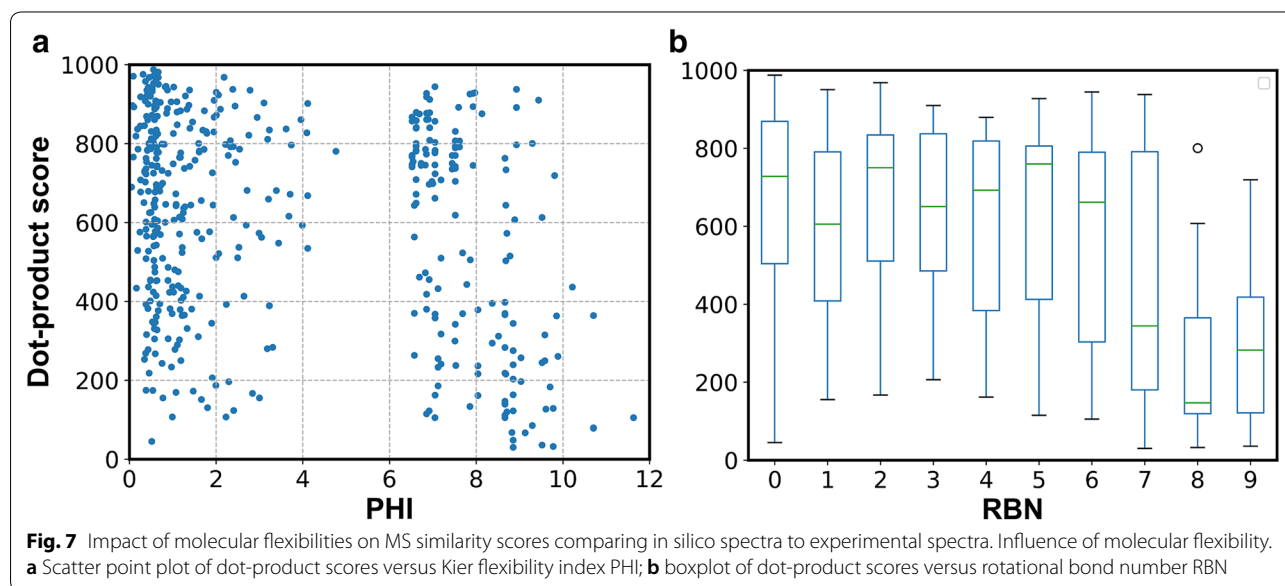 a
b
1000
800
600
400
200
0
Dot-product score
0 2 4 6 8 10 12
PHI
1000
800
600
400
200
0
0 1 2 3 4 5 6 7 8 9
RBN
Fig. 7 Impact of molecular flexibilities on MS similarity scores comparing in silico spectra to experimental spectra. Influence of molecular flexibility.
a Scatter point plot of dot-product scores versus Kier flexibility index PHI; b boxplot of dot-product scores versus rotational bond number RBN